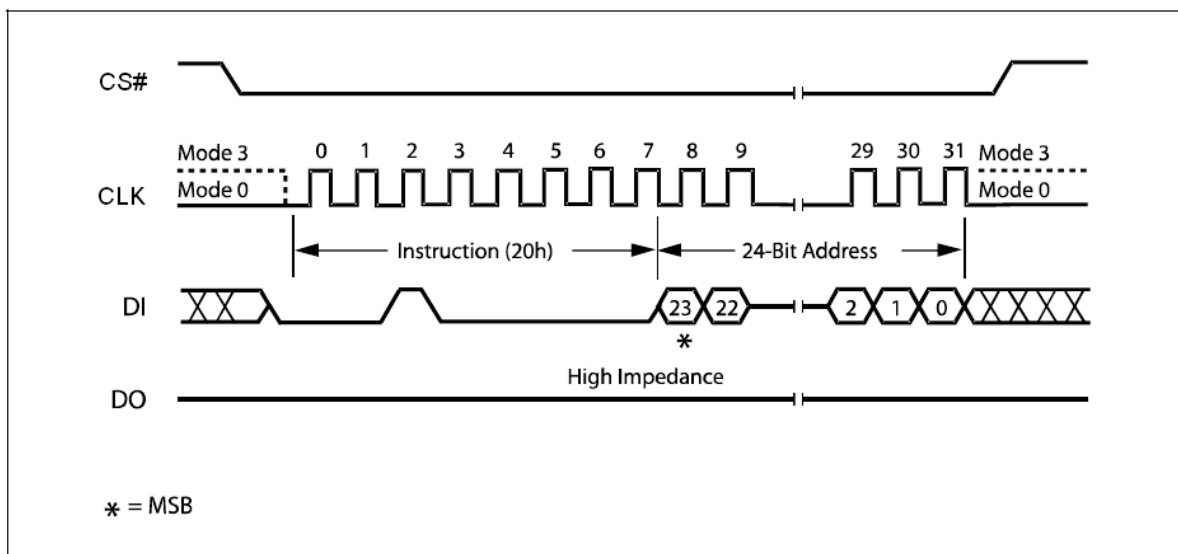 CS#
Mode 3 0 1 2 3 4 5 6 7 8 9 29 30 31 Mode 3
CLK Mode 0 Mode 0
Instruction (20h) 24-Bit Address
DI 23 22 2 1 0
*
High Impedance
DO
* = MSB